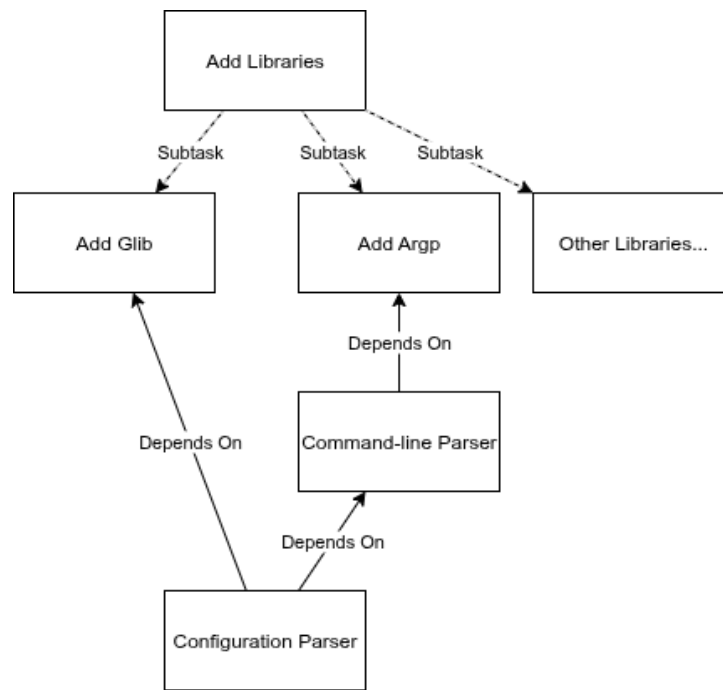 Add Libraries
Subtask
Subtask
Subtask
Add Glib
Add Argp
Other Libraries...
Depends On
Command-line Parser
Depends On
Depends On
Configuration Parser